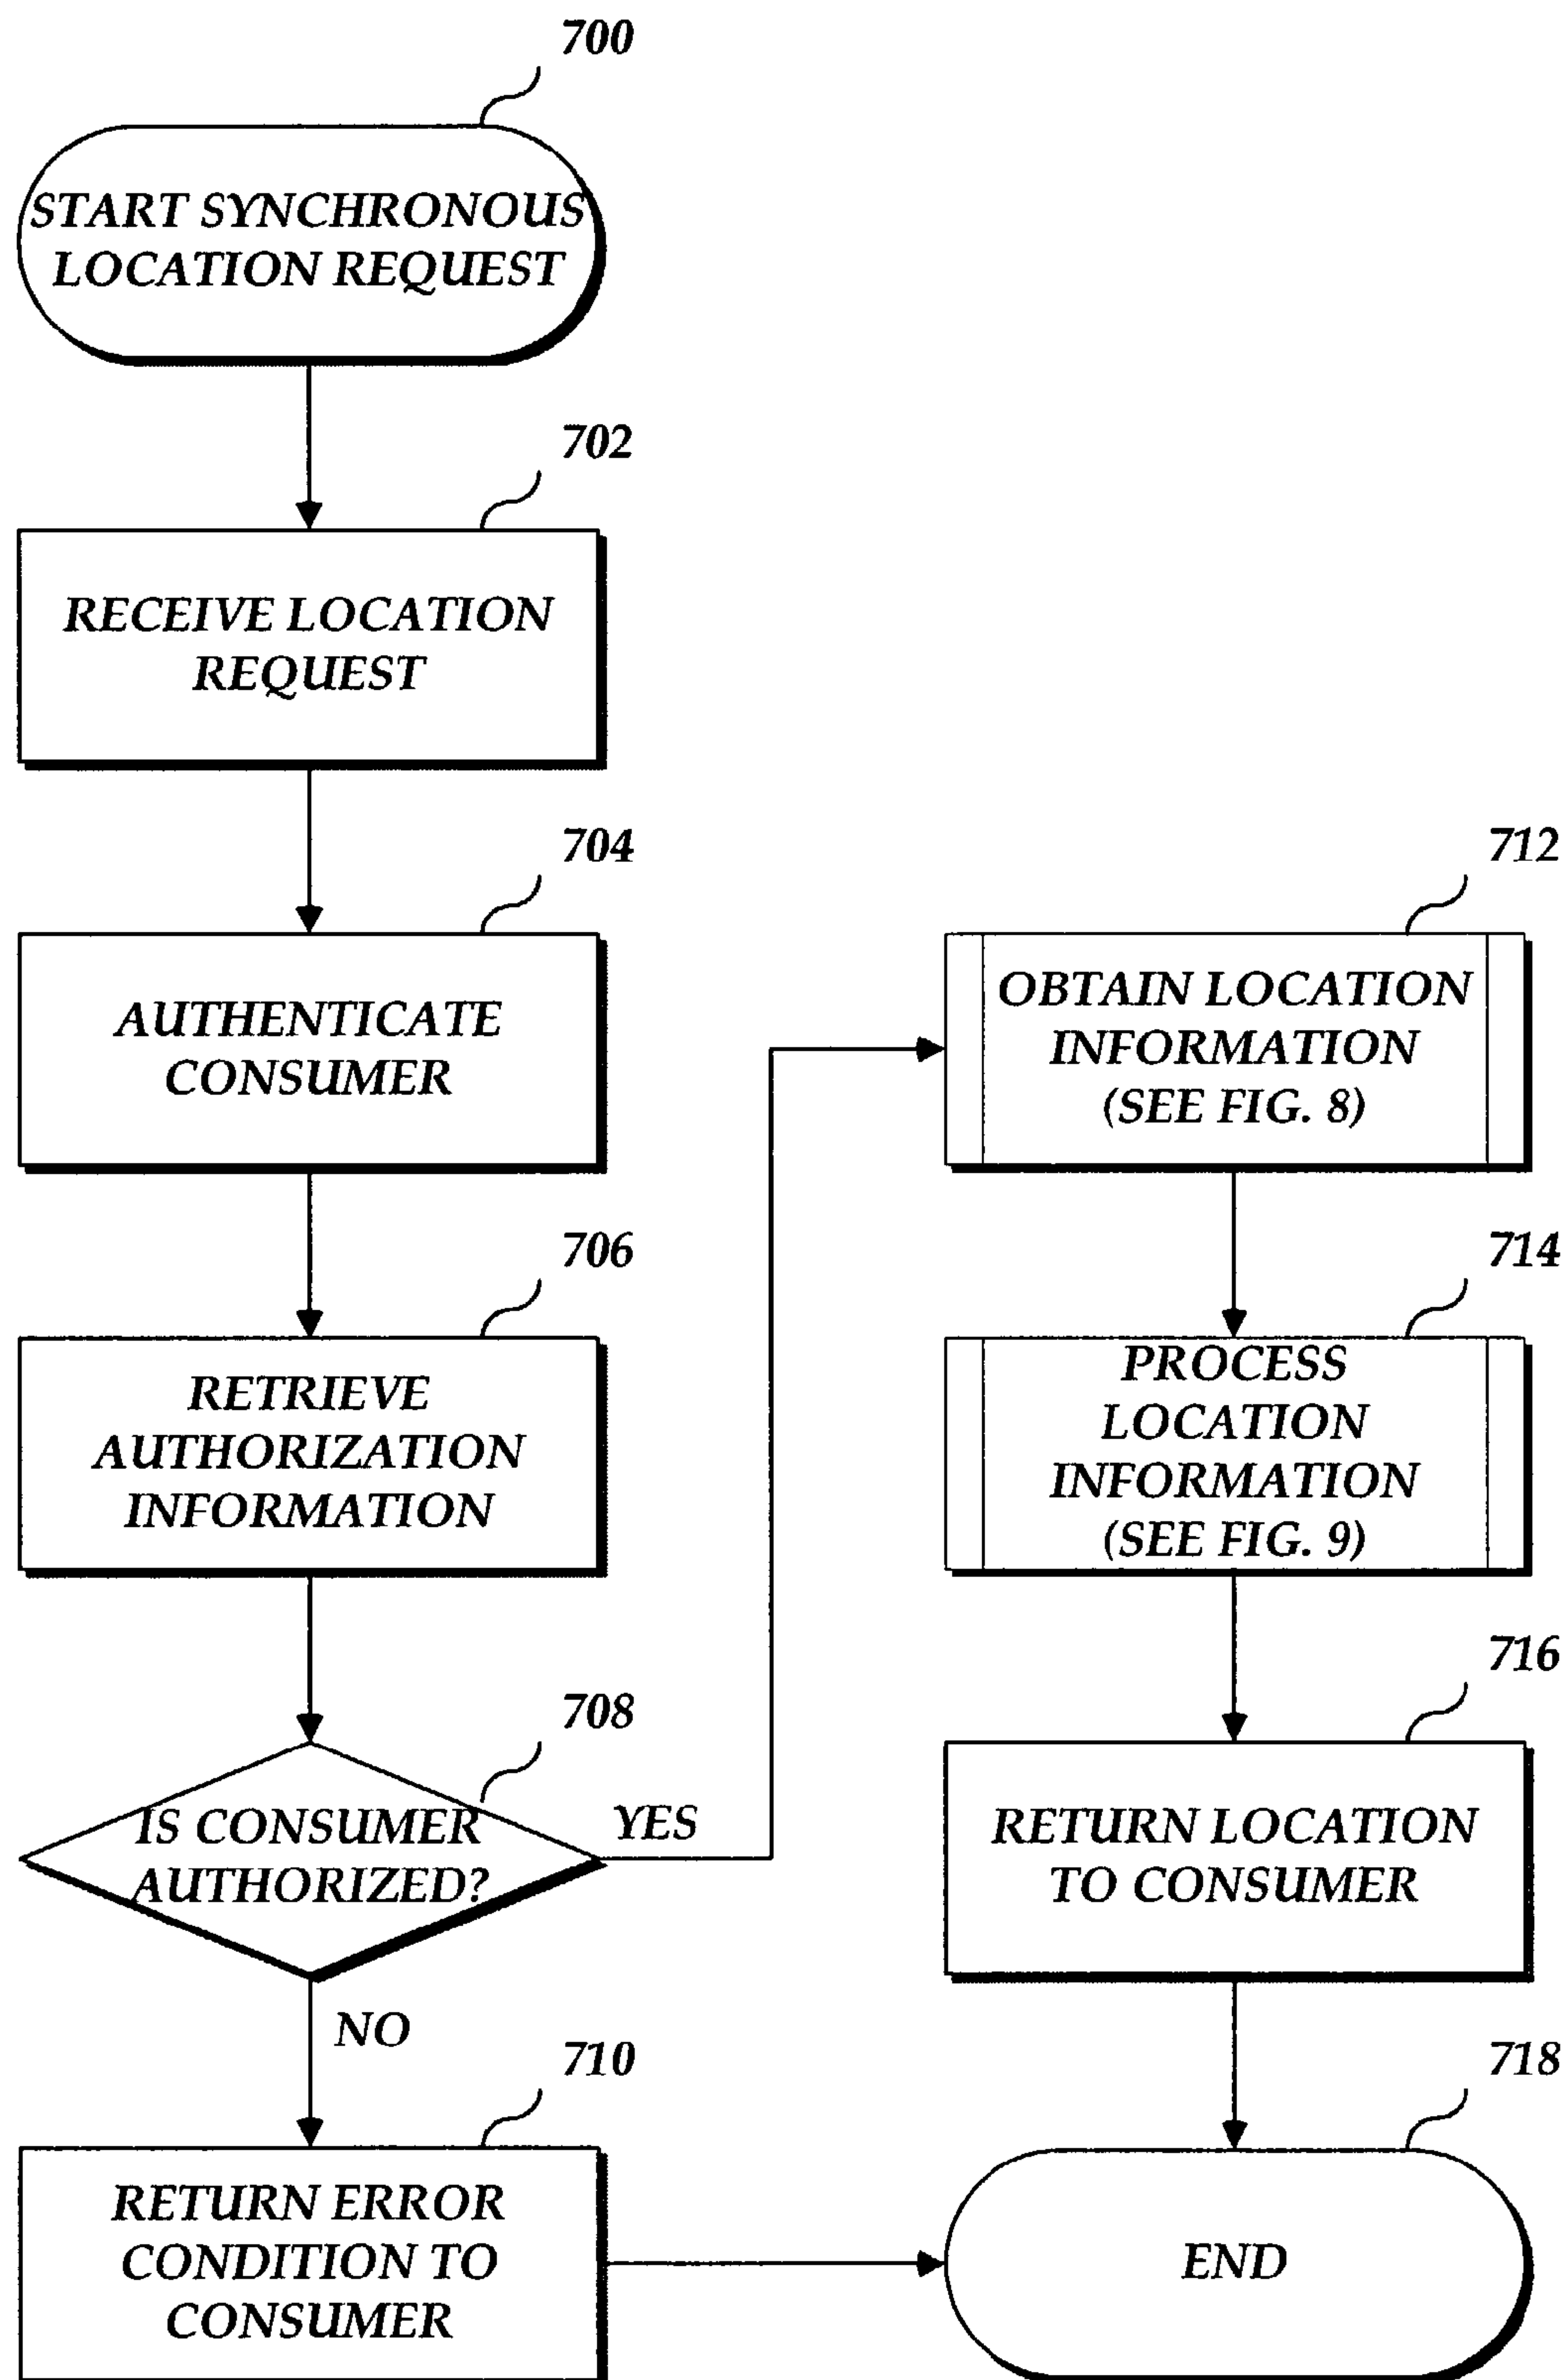 700
START SYNCHRONOUS
LOCATION REQUEST
702
RECEIVE LOCATION
REQUEST
704
AUTHENTICATE
CONSUMER
706
RETRIEVE
AUTHORIZATION
INFORMATION
708
IS CONSUMER
AUTHORIZED?
YES
NO
710
RETURN ERROR
CONDITION TO
CONSUMER
712
OBTAIN LOCATION
INFORMATION
(SEE FIG. 8)
714
PROCESS
LOCATION
INFORMATION
(SEE FIG. 9)
716
RETURN LOCATION
TO CONSUMER
718
END